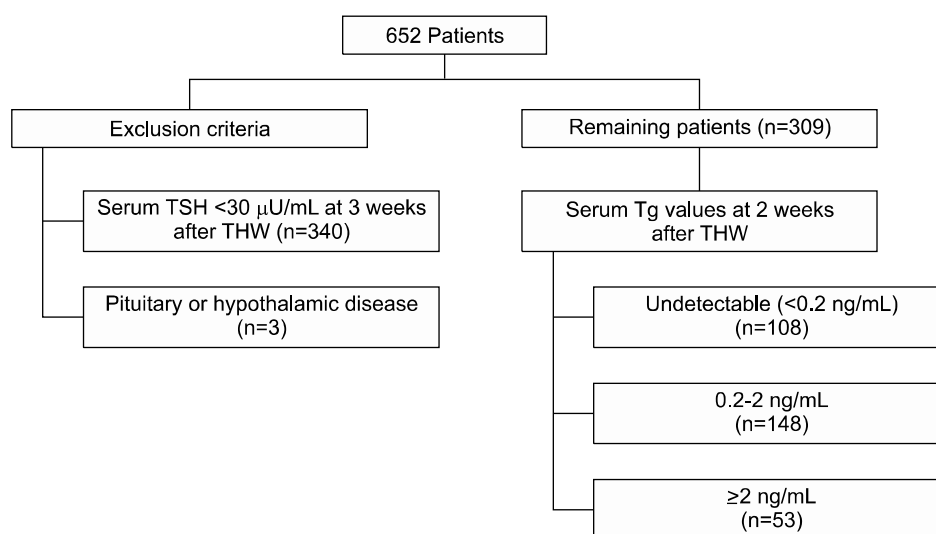 652 Patients
Exclusion criteria
Serum TSH <30 μU/mL at 3 weeks
after THW (n=340)
Pituitary or hypothalamic disease
(n=3)
Remaining patients (n=309)
Serum Tg values at 2 weeks
after THW
Undetectable (<0.2 ng/mL)
(n=108)
0.2-2 ng/mL
(n=148)
≥2 ng/mL
(n=53)